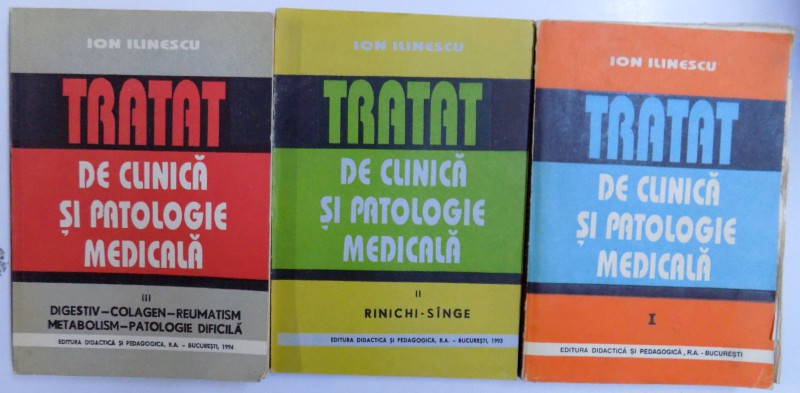 ION ILINESCU
TRATAT
DE CLINICĂ
ȘI PATOLOGIE
MEDICALĂ
III
DIGESTIV-COLAGEN-REUMATISM
METABOLISM-PATOLOGIE DIFICILĂ
EDITURA DIDACTICĂ ȘI PEDAGOGICĂ, R.A. - BUCUREȘTI, 1994
ION ILINESCU
TRATAT
DE CLINICĂ
ȘI PATOLOGIE
MEDICALĂ
II
RINICHI-SÎNGE
EDITURA DIDACTICĂ ȘI PEDAGOGICĂ, R.A. - BUCUREȘTI, 1993
ION ILINESCU
TRATAT
DE CLINICĂ
ȘI PATOLOGIE
MEDICALĂ
I
EDITURA DIDACTICĂ ȘI PEDAGOGICĂ, R.A. - BUCUREȘTI